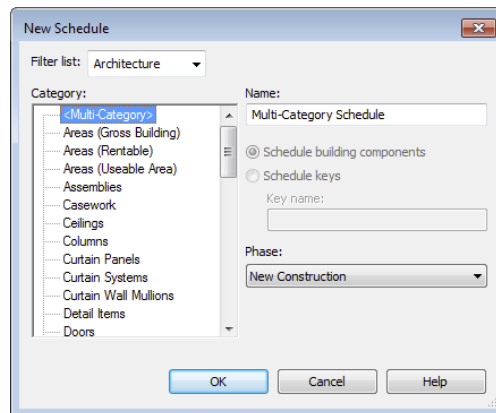 New Schedule
Filter list: Architecture
Category:
<Multi-Category>
Areas (Gross Building)
Areas (Rentable)
Areas (Useable Area)
Assemblies
Casework
Ceilings
Columns
Curtain Panels
Curtain Systems
Curtain Wall Mullions
Detail Items
Doors
Name:
Multi-Category Schedule
Schedule building components
Schedule keys
Key name:
Phase:
New Construction
OK Cancel Help